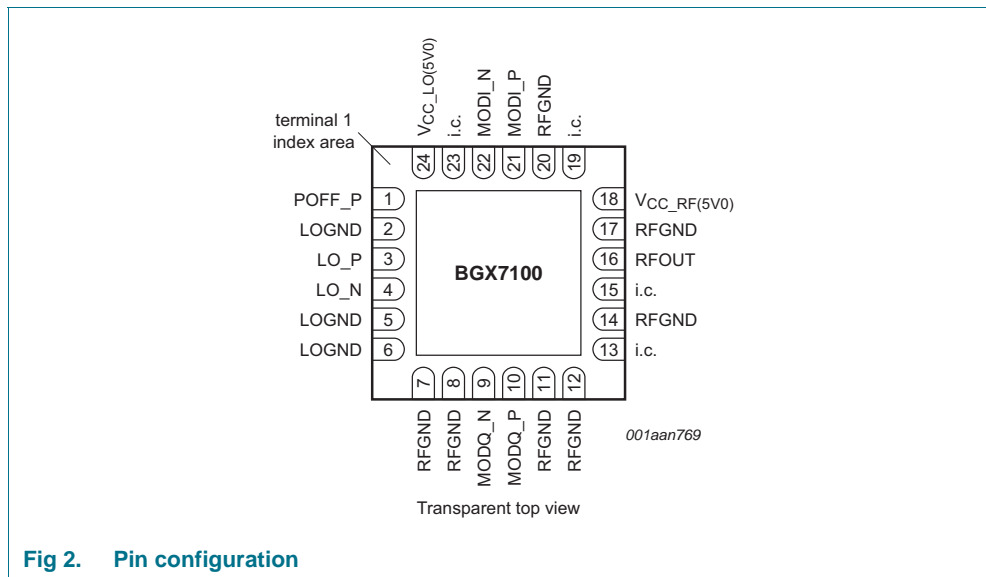 VCC_LO(5V0)
i.c.
MODI_N
MODI_P
RFGND
i.c.
terminal 1
index area
24
23
22
21
20
19
POFF_P 1
LOGND 2
LO_P 3
LO_N 4
LOGND 5
LOGND 6
BGX7100
18 VCC_RF(5V0)
17 RFGND
16 RFOUT
15 i.c.
14 RFGND
13 i.c.
7
8
9
10
11
12
RFGND
RFGND
MODQ_N
MODQ_P
RFGND
RFGND
001aan769
Transparent top view
Fig 2. Pin configuration